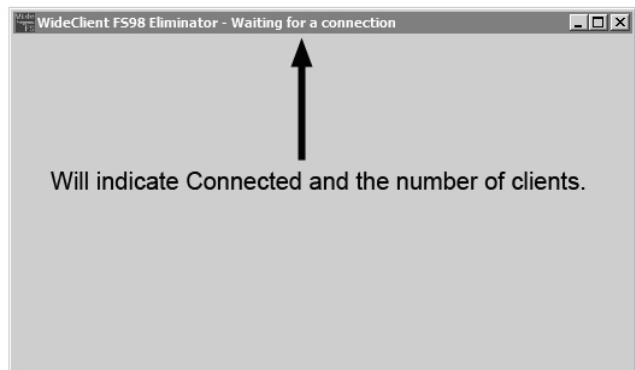 WideClient FS98 Eliminator - Waiting for a connection
Will indicate Connected and the number of clients.